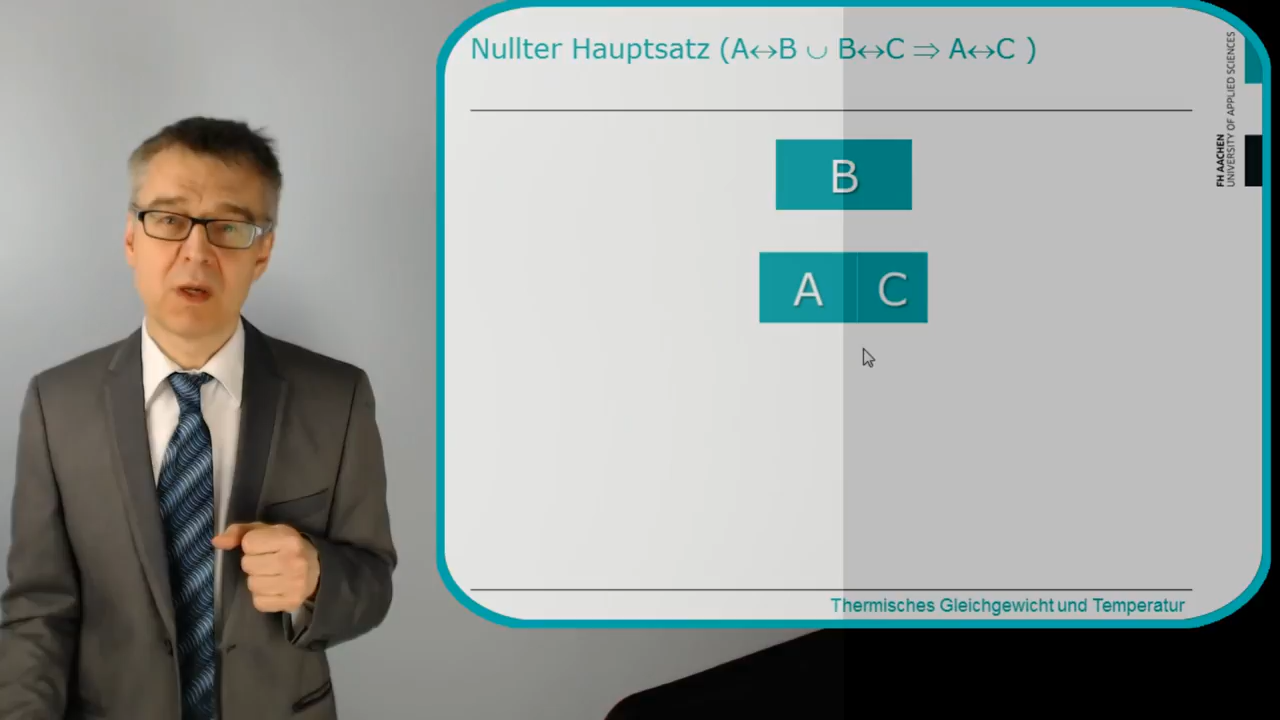 Nullter Hauptsatz (A↔B ∪ B↔C ⇒ A↔C )
B
A C
Thermisches Gleichgewicht und Temperatur
FH AACHEN
UNIVERSITY OF APPLIED SCIENCES